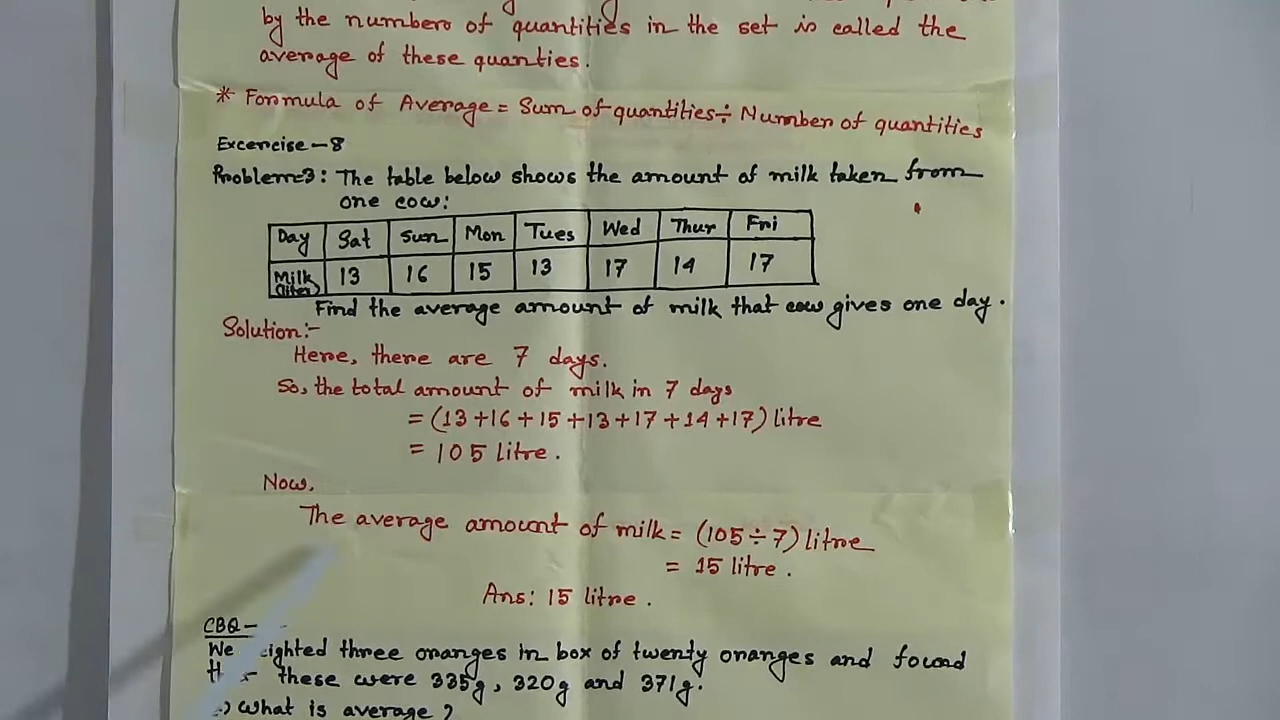 by the numbers of quantities in the set is called the
average of these quanties.
* Formula of Average = Sum of quantities ÷ Number of quantities
Excercise - 8
Problem-3: The table below shows the amount of milk taken from
one cow:
Day Sat Sun Mon Tues Wed Thur Fri
Milk (liter) 13 16 15 13 17 14 17
Find the average amount of milk that cow gives one day.
Solution:-
Here, there are 7 days.
So, the total amount of milk in 7 days
= (13+16+15+13+17+14+17) litre
= 105 litre.
Now,
The average amount of milk = (105÷7) litre
= 15 litre.
Ans: 15 litre.
CBQ-
We ighted three oranges in box of twenty oranges and found
these were 335g, 320g and 371g.
) What is average?